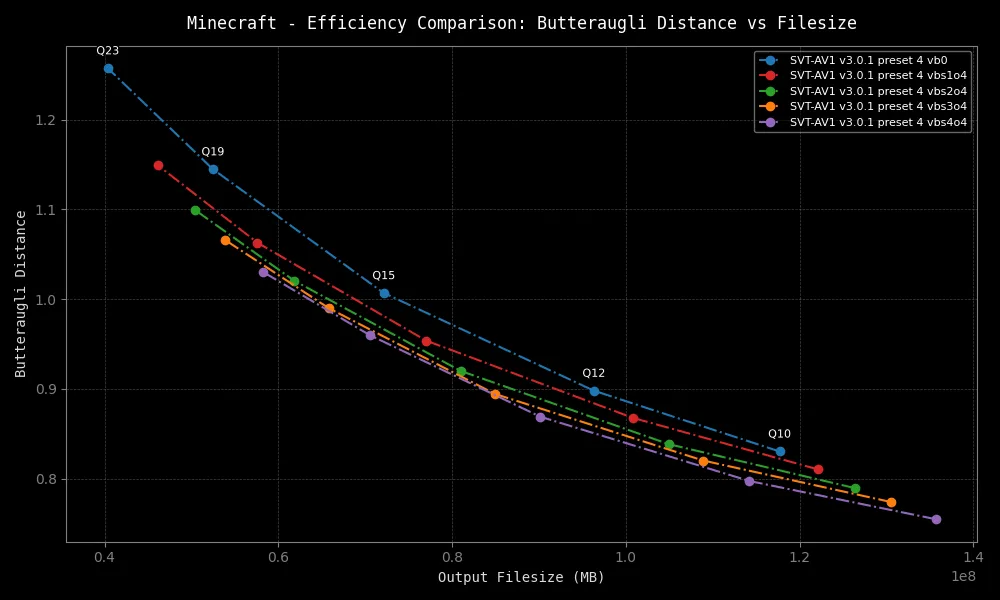 Minecraft - Efficiency Comparison: Butteraugli Distance vs Filesize
SVT-AV1 v3.0.1 preset 4 vb0
SVT-AV1 v3.0.1 preset 4 vbs1o4
SVT-AV1 v3.0.1 preset 4 vbs2o4
SVT-AV1 v3.0.1 preset 4 vbs3o4
SVT-AV1 v3.0.1 preset 4 vbs4o4
Q23
Q19
Q15
Q12
Q10
Butteraugli Distance
1.2
1.1
1.0
0.9
0.8
0.4 0.6 0.8 1.0 1.2 1.4
1e8
Output Filesize (MB)